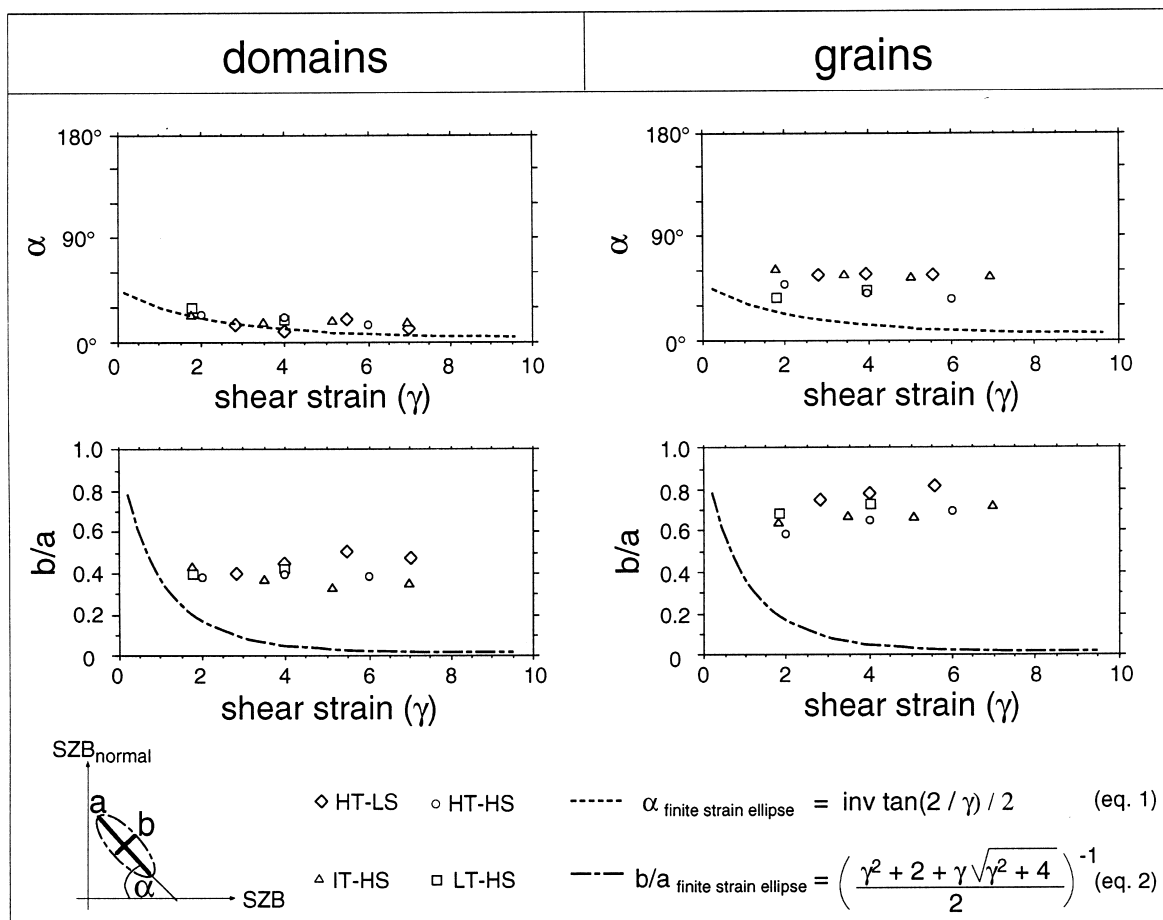 domains grains
180°
90°
0°
α
0 2 4 6 8 10
shear strain (γ)
180°
90°
0°
α
0 2 4 6 8 10
shear strain (γ)
1.0
0.8
0.6
0.4
0.2
0
b/a
0 2 4 6 8 10
shear strain (γ)
1.0
0.8
0.6
0.4
0.2
0
b/a
0 2 4 6 8 10
shear strain (γ)
SZBnormal
a
b
α
SZB
◇ HT-LS ○ HT-HS α finite strain ellipse = inv tan(2 / γ) / 2 (eq. 1)
△ IT-HS □ LT-HS b/a finite strain ellipse = ( (γ² + 2 + γ √(γ² + 4)) / 2 )⁻¹ (eq. 2)